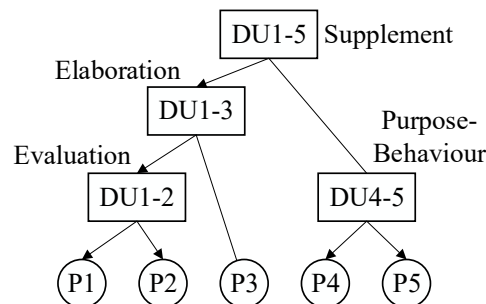 DU1-5 Supplement
Elaboration
DU1-3
Purpose-
Behaviour
Evaluation
DU1-2
DU4-5
P1 P2 P3 P4 P5